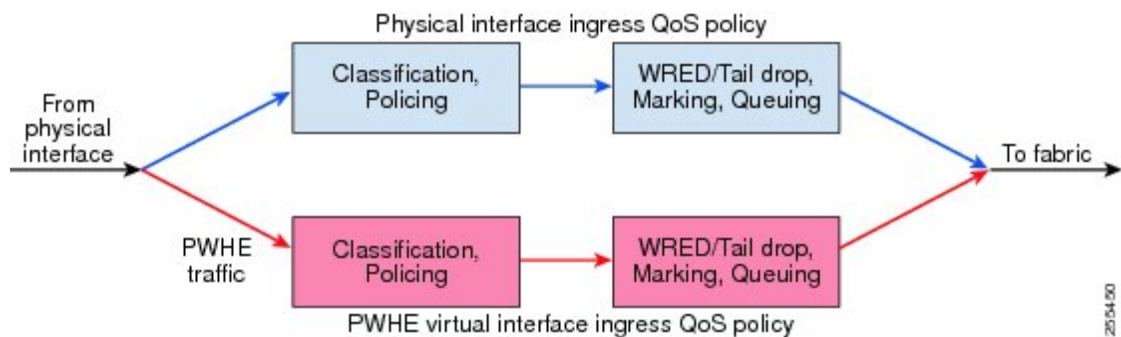 Physical interface ingress QoS policy
Classification,
Policing
WRED/Tail drop,
Marking, Queuing
From
physical
interface
To fabric
PWHE
traffic
Classification,
Policing
WRED/Tail drop,
Marking, Queuing
PWHE virtual interface ingress QoS policy
255450